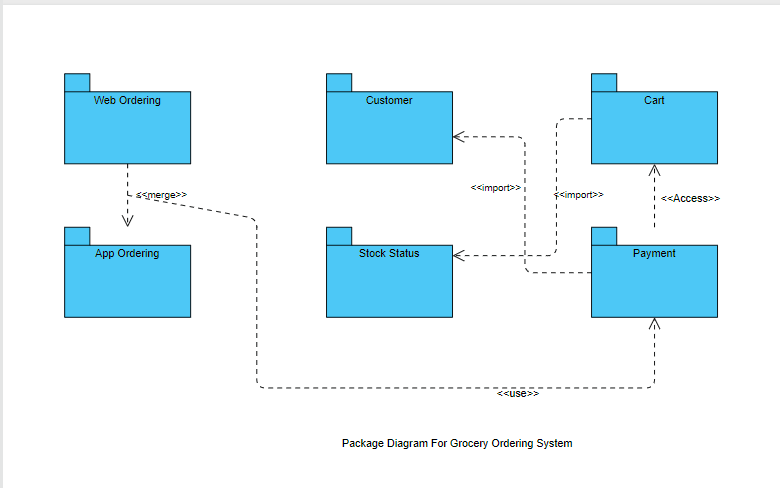 Web Ordering
Customer
Cart
<<import>>
<<merge>>
<<import>>
<<Access>>
App Ordering
Stock Status
Payment
<<use>>
Package Diagram For Grocery Ordering System